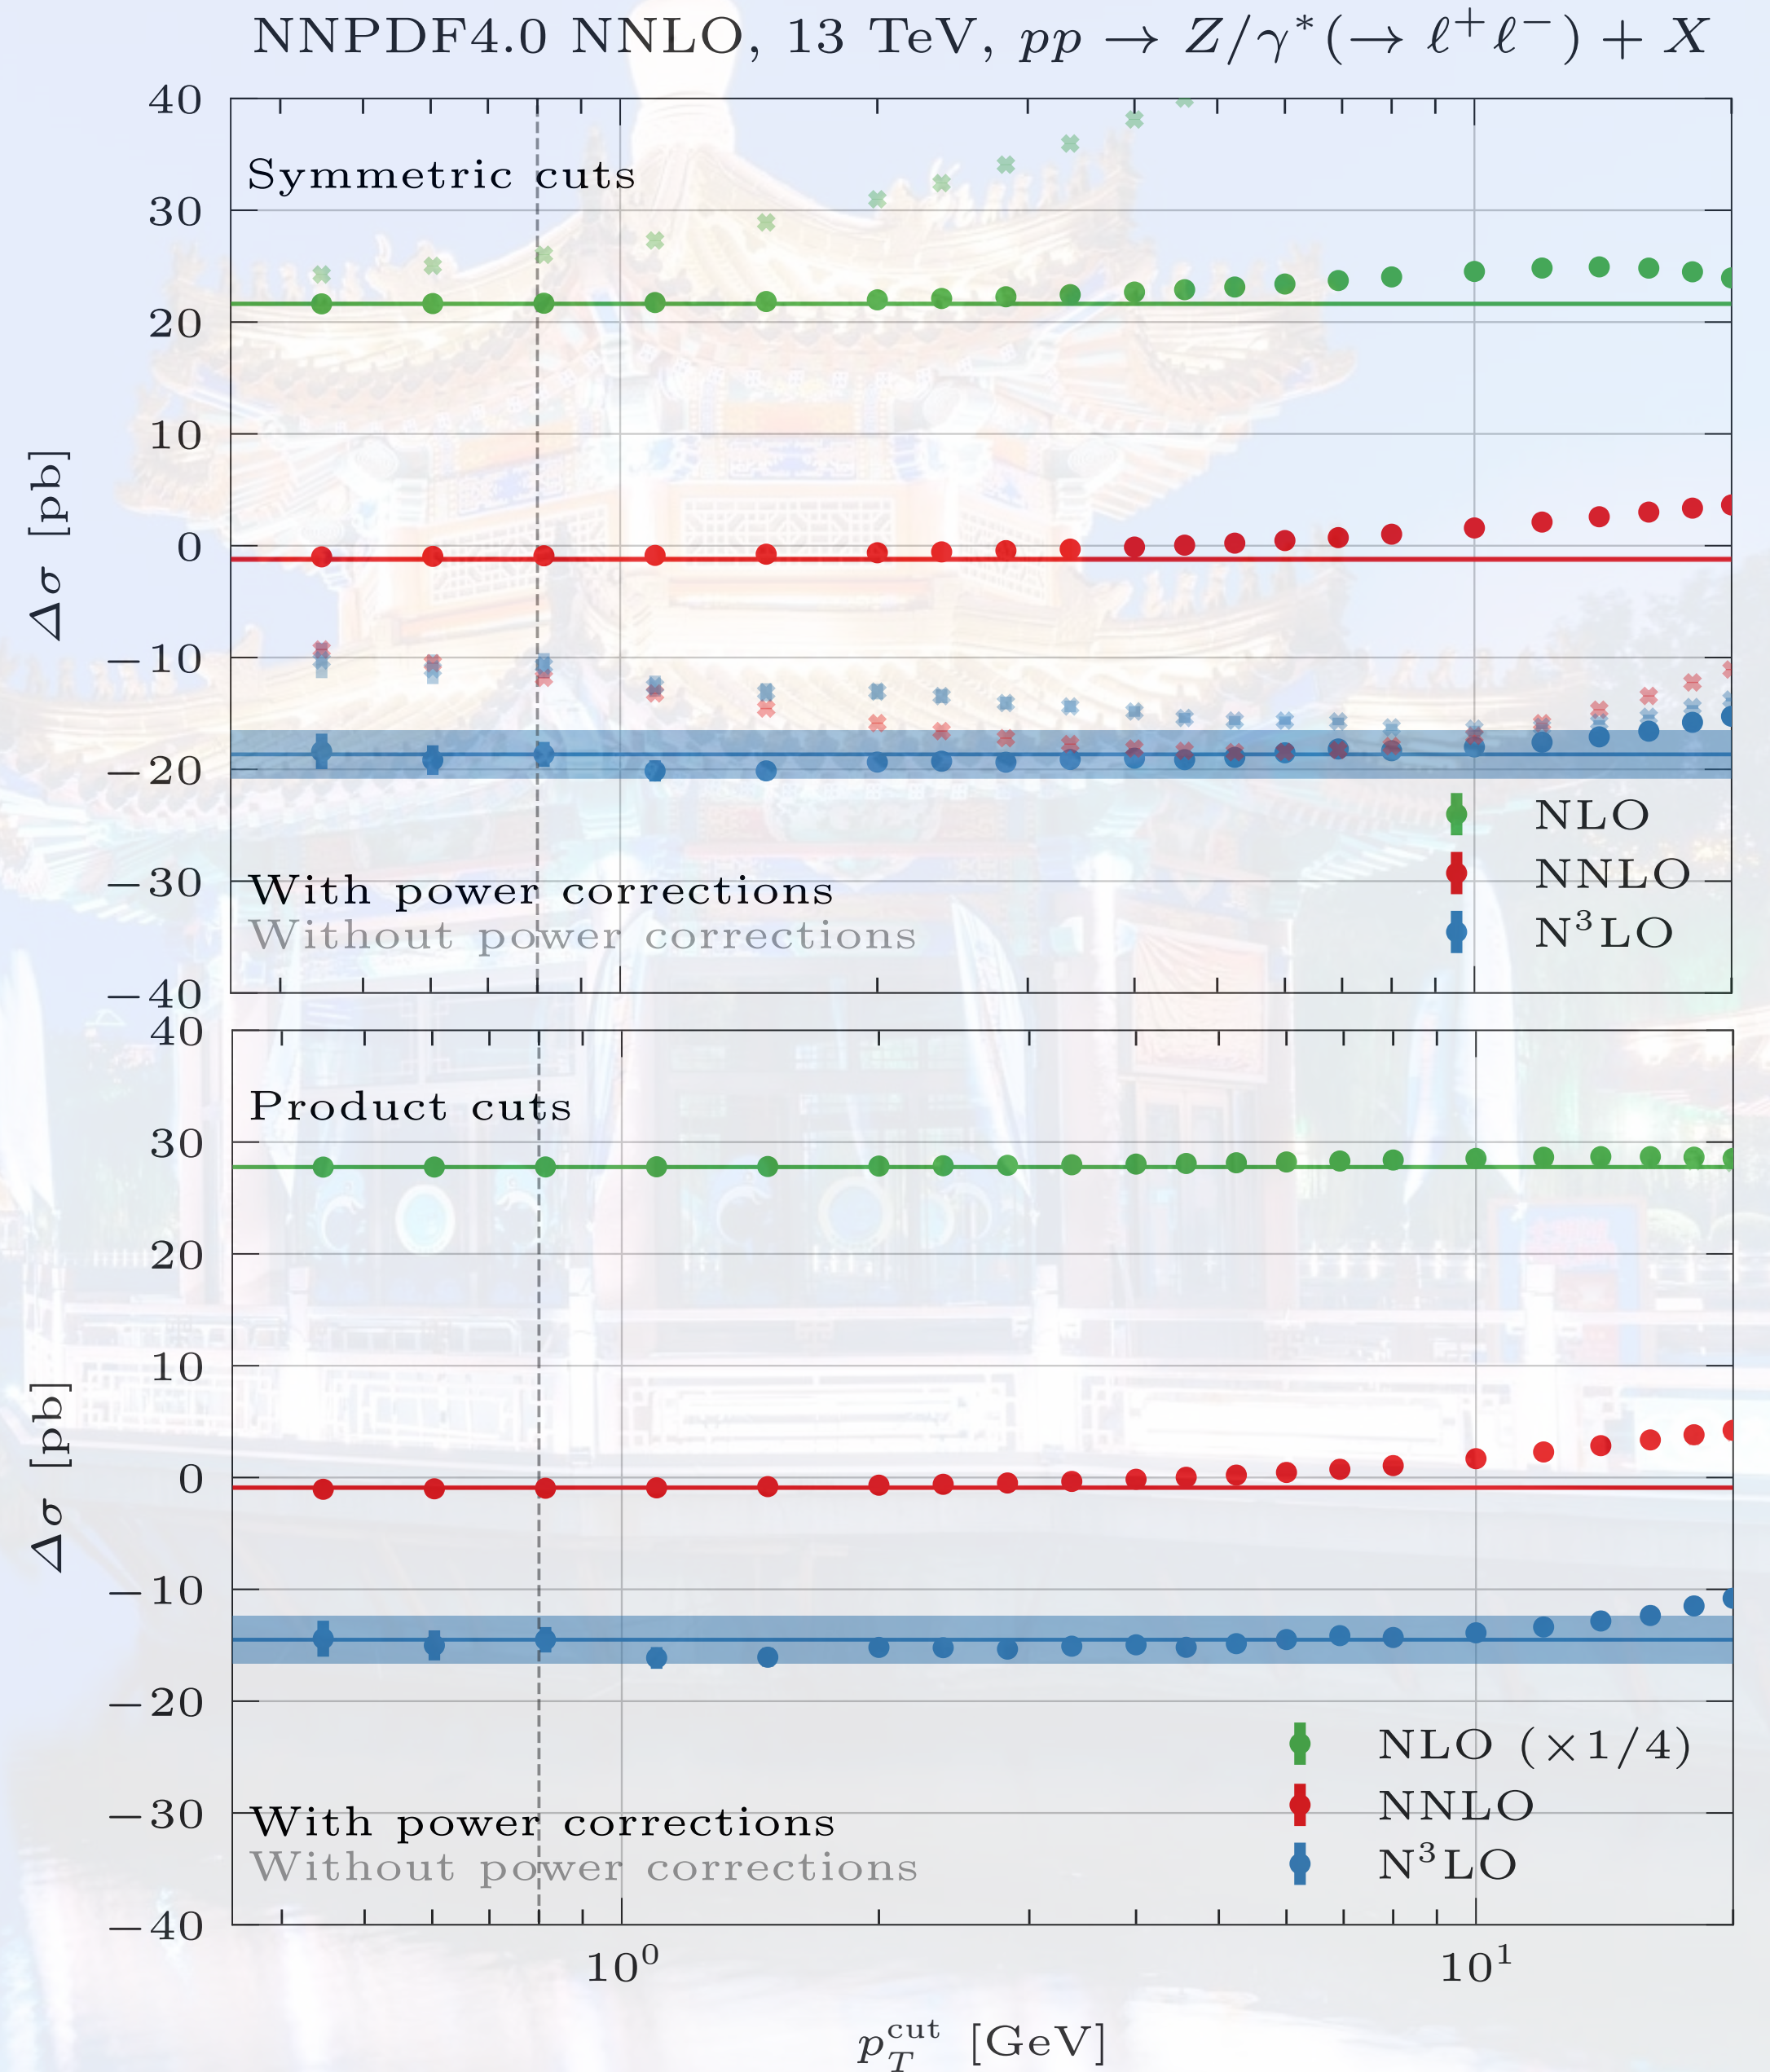 NNPDF4.0 NNLO, 13 TeV, pp → Z/γ*(→ ℓ⁺ℓ⁻) + X
40
30
20
10
0
−10
−20
−30
−40
Δσ [pb]
Symmetric cuts
NLO
NNLO
N³LO
With power corrections
Without power corrections
40
30
20
10
0
−10
−20
−30
−40
Δσ [pb]
Product cuts
NLO (×1/4)
NNLO
N³LO
With power corrections
Without power corrections
10⁰ 10¹
p_T^cut [GeV]